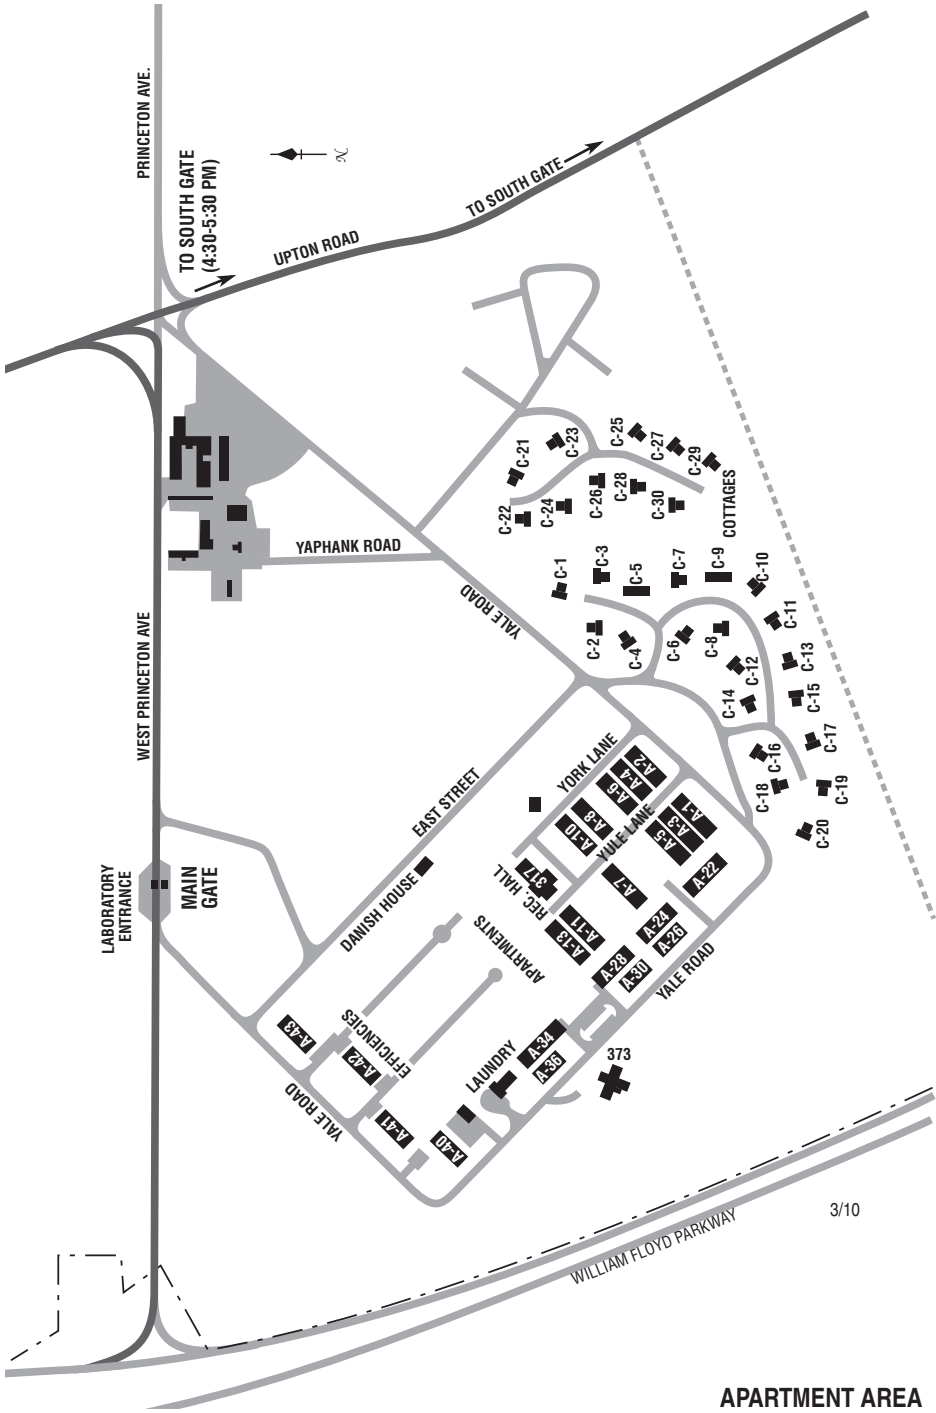 PRINCETON AVE.
TO SOUTH GATE
(4:30-5:30 PM)
N
UPTON ROAD
TO SOUTH GATE
YAPHANK ROAD
YALE ROAD
WEST PRINCETON AVE
C-21
C-23
C-25
C-27
C-29
C-22
C-24
C-26
C-28
C-30
COTTAGES
C-1
C-3
C-5
C-7
C-9
C-10
C-11
C-2
C-4
C-6
C-8
C-12
C-13
C-14
C-15
C-16
C-17
C-18
C-19
C-20
LABORATORY
ENTRANCE
MAIN
GATE
EAST STREET
DANISH HOUSE
YORK LANE
YULE LANE
A-2
A-4
A-6
A-8
A-10
A-1
A-3
A-5
A-7
A-22
REC. HALL
317
A-11
A-13
A-24
A-26
A-28
A-30
YALE ROAD
APARTMENTS
EFFICIENCIES
A-43
A-42
A-41
A-40
LAUNDRY
A-34
A-36
373
YALE ROAD
WILLIAM FLOYD PARKWAY
3/10
APARTMENT AREA